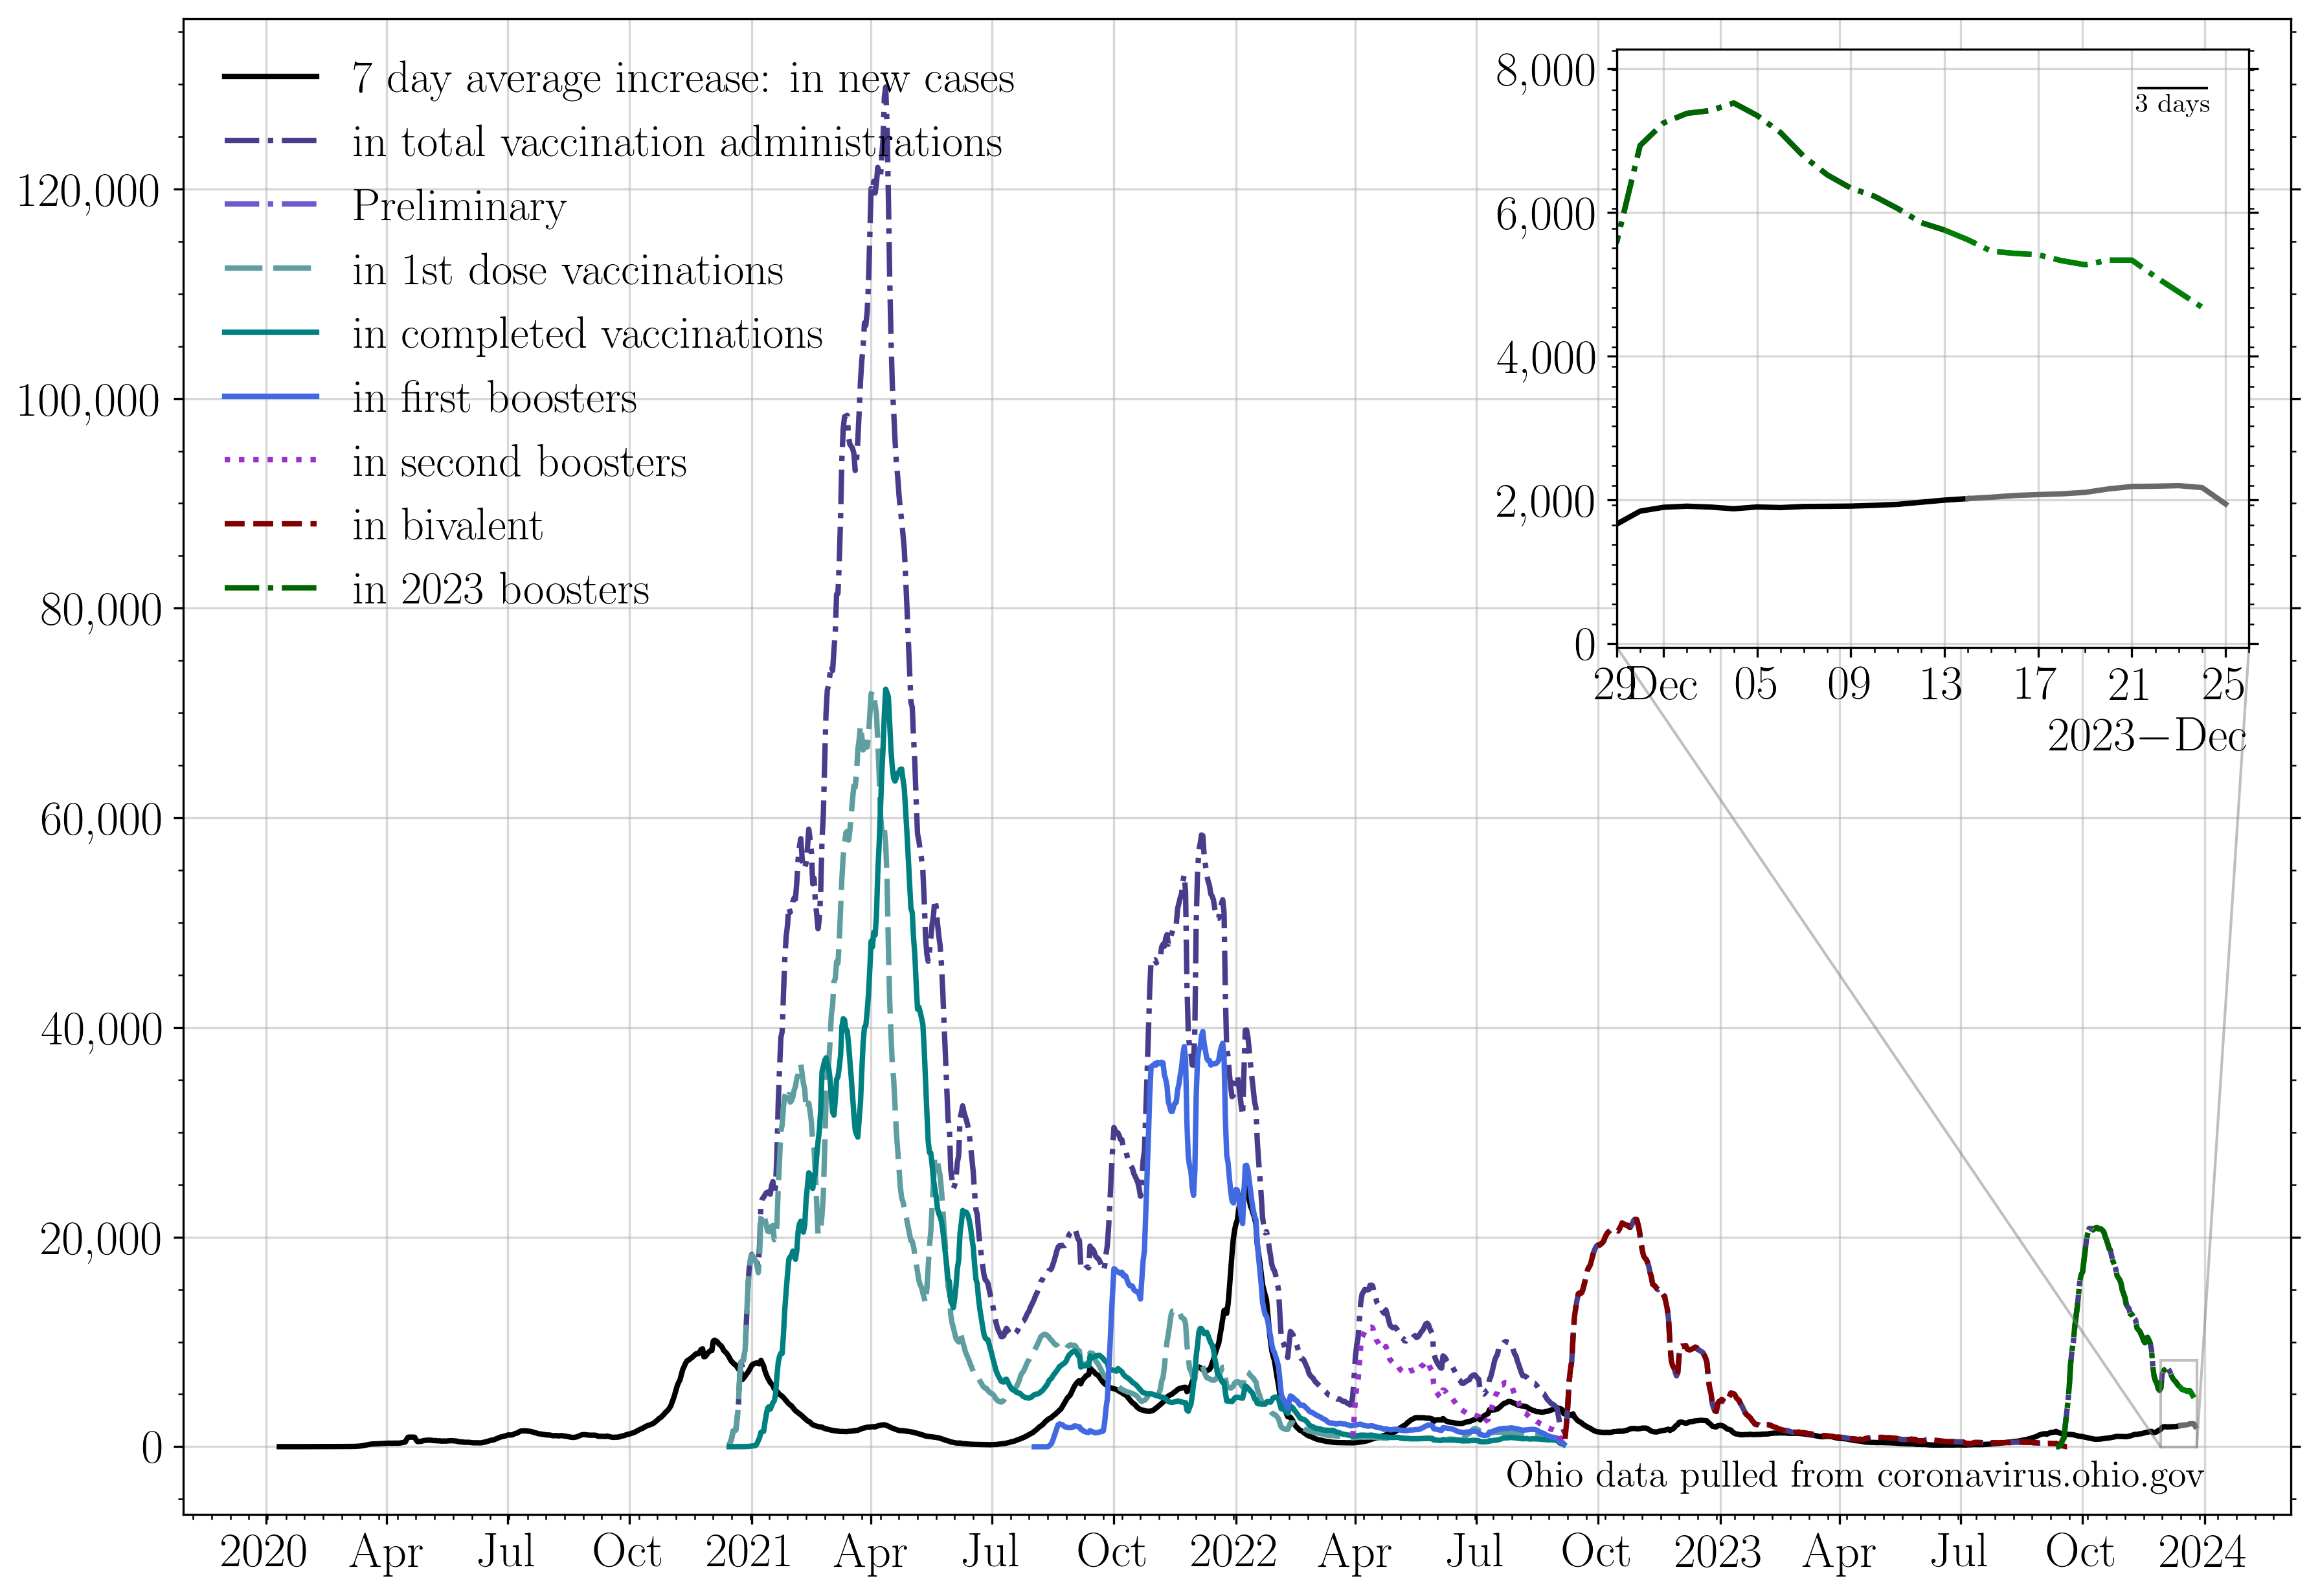 7 day average increase: in new cases
in total vaccination administrations
Preliminary
in 1st dose vaccinations
in completed vaccinations
in first boosters
in second boosters
in bivalent
in 2023 boosters
120,000
100,000
80,000
60,000
40,000
20,000
0
8,000
6,000
4,000
2,000
0
3 days
29 Dec 05 09 13 17 21 25
2023−Dec
Ohio data pulled from coronavirus.ohio.gov
2020 Apr Jul Oct 2021 Apr Jul Oct 2022 Apr Jul Oct 2023 Apr Jul Oct 2024